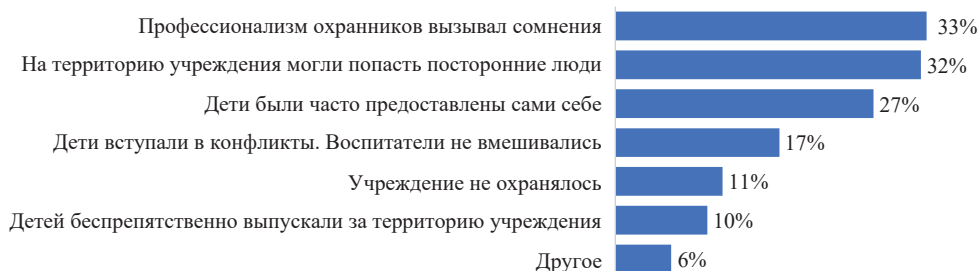 Профессионализм охранников вызывал сомнения 33%
На территорию учреждения могли попасть посторонние люди 32%
Дети были часто предоставлены сами себе 27%
Дети вступали в конфликты. Воспитатели не вмешивались 17%
Учреждение не охранялось 11%
Детей беспрепятственно выпускали за территорию учреждения 10%
Другое 6%